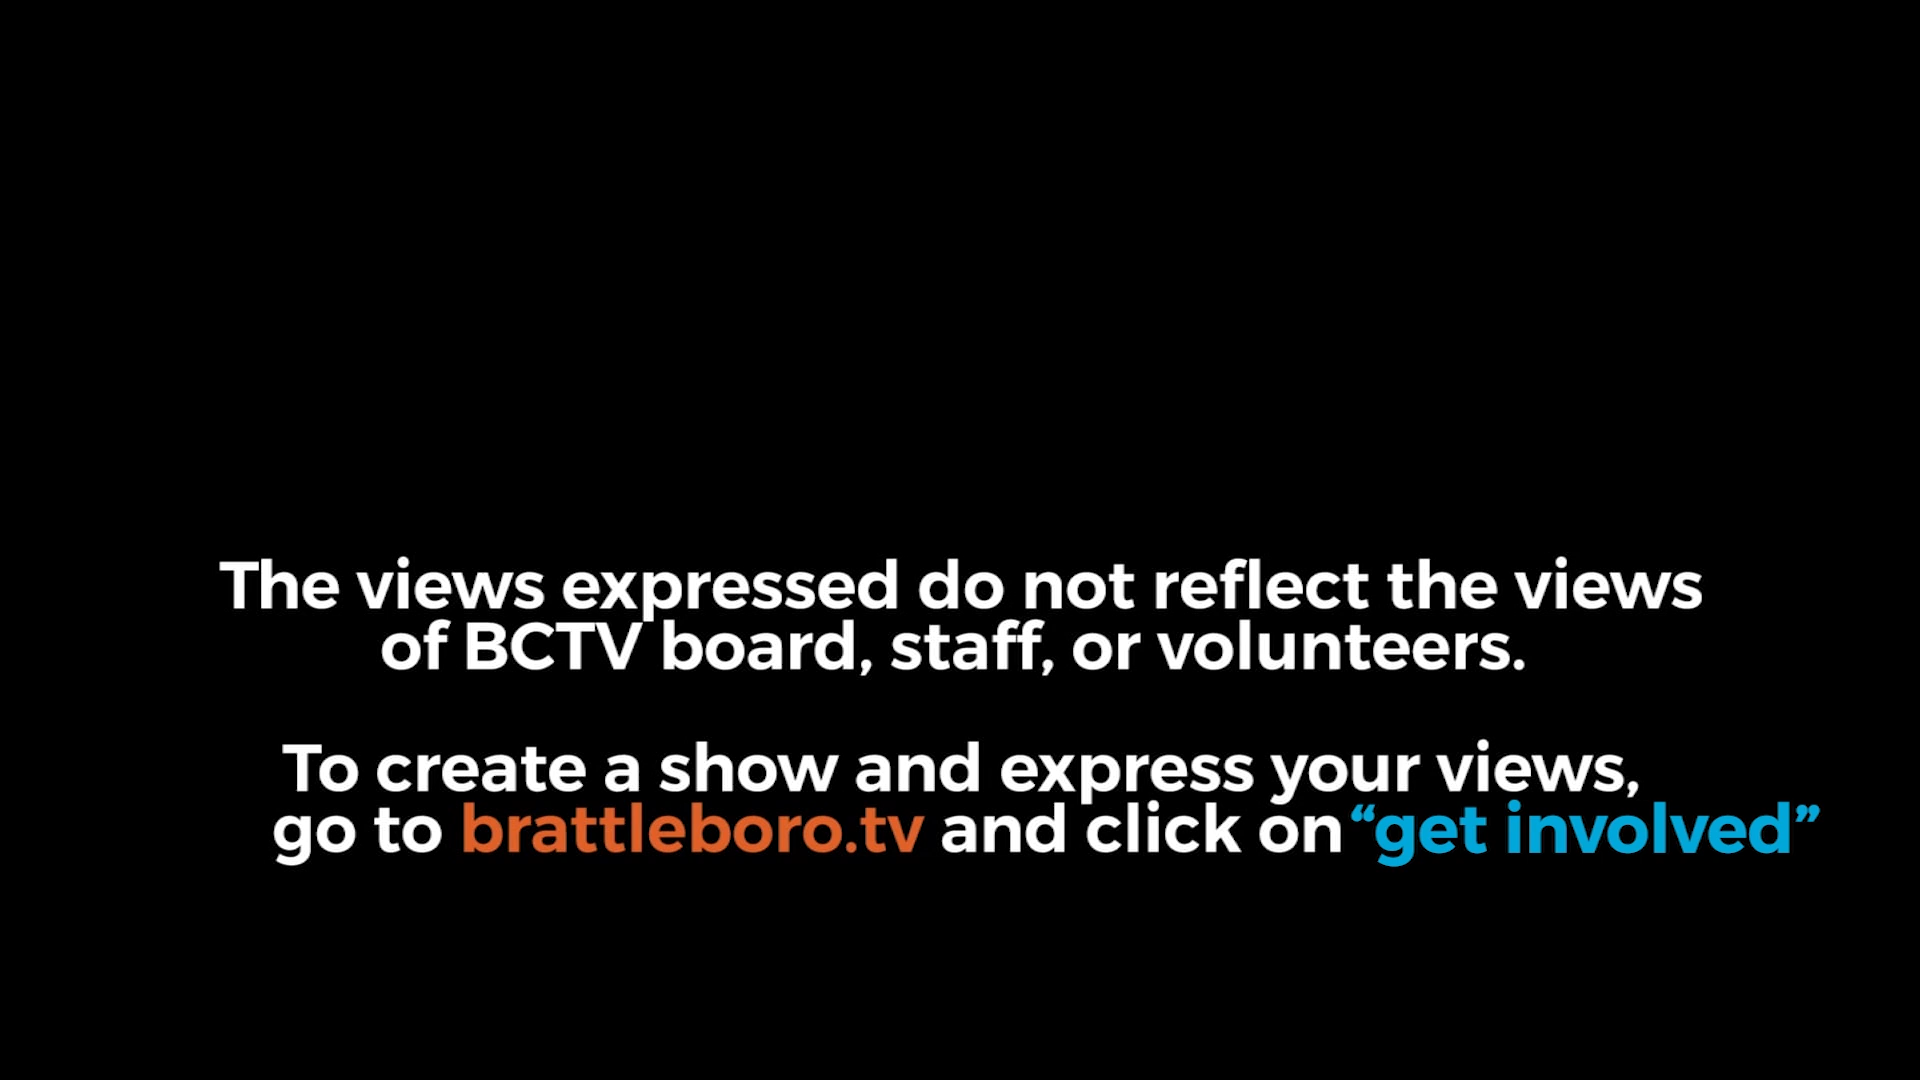 The views expressed do not reflect the views
of BCTV board, staff, or volunteers.
To create a show and express your views,
go to brattleboro.tv and click on “get involved”